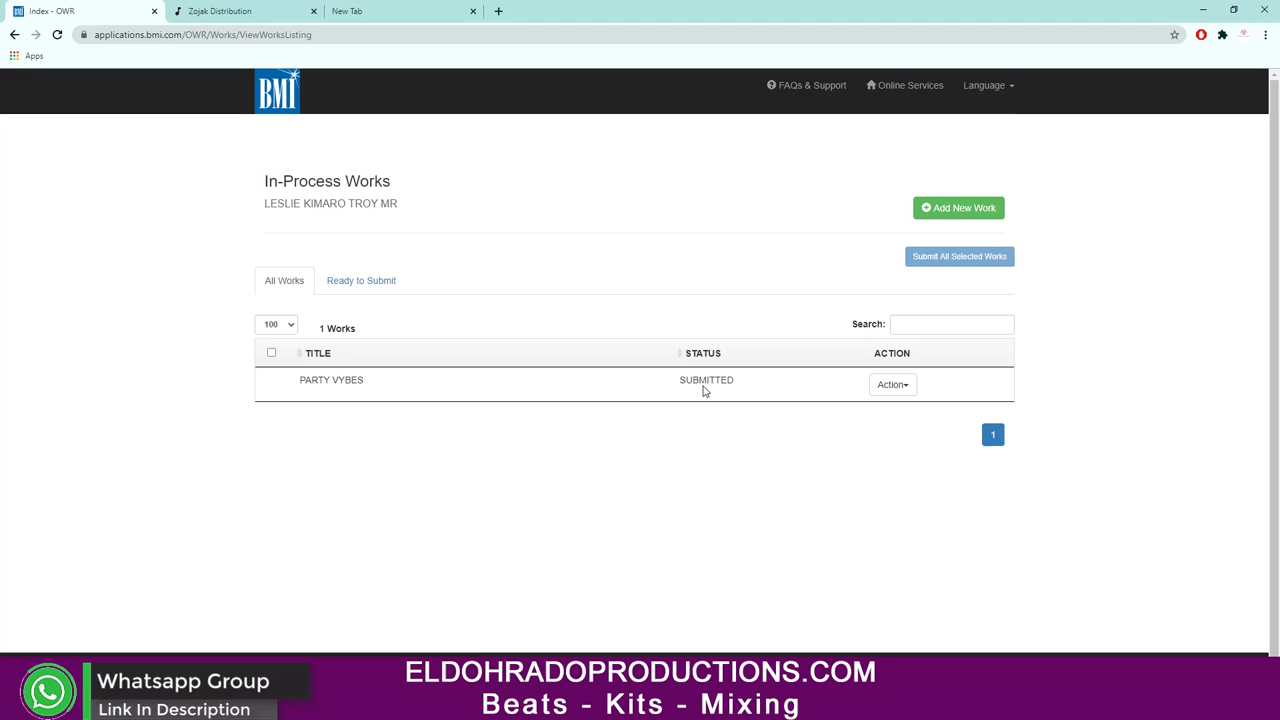 Index - OWR
Zojak Distribution
New Tab
applications.bmi.com/OWR/Works/ViewWorksListing
Apps
BMI
FAQs & Support
Online Services
Language
In-Process Works
LESLIE KIMARO TROY MR
Add New Work
Submit All Selected Works
All Works
Ready to Submit
100
1 Works
Search:
TITLE
STATUS
ACTION
PARTY VYBES
SUBMITTED
Action
1
Whatsapp Group
Link In Description
ELDOHRADOPRODUCTIONS.COM
Beats - Kits - Mixing